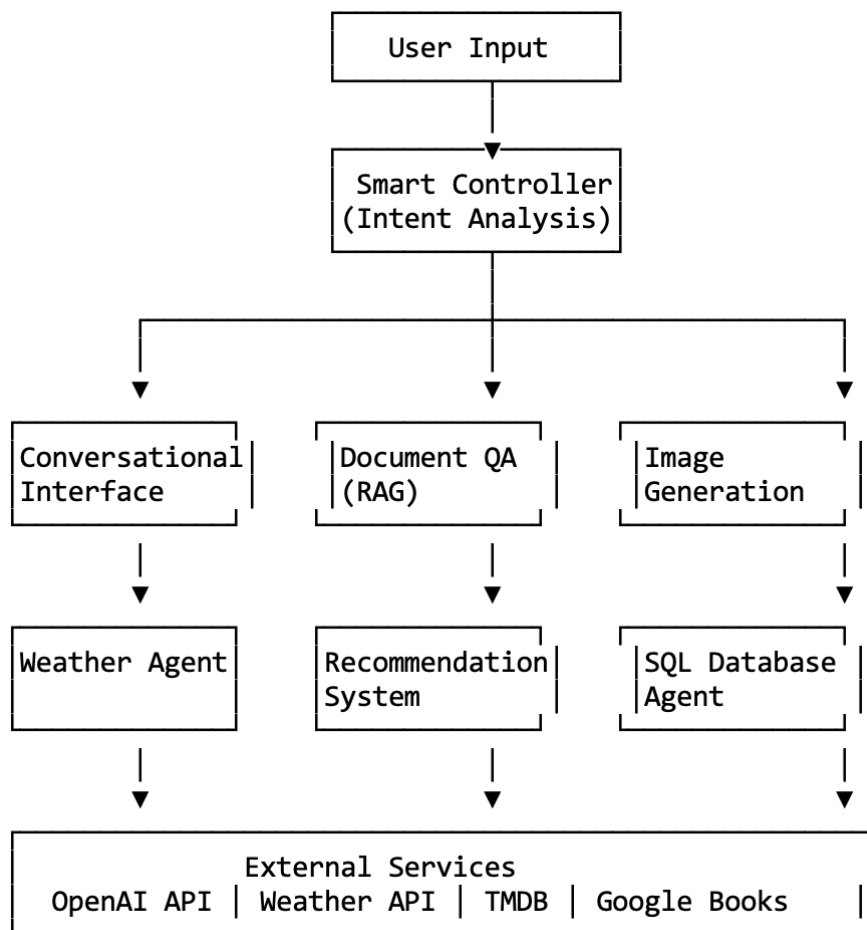 User Input
Smart Controller
(Intent Analysis)
Conversational
Interface
Document QA
(RAG)
Image
Generation
Weather Agent
Recommendation
System
SQL Database
Agent
External Services
OpenAI API | Weather API | TMDB | Google Books